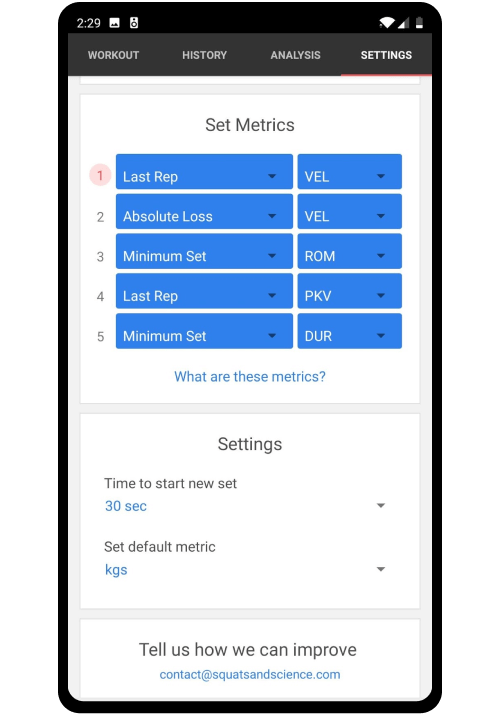 2:29
WORKOUT HISTORY ANALYSIS SETTINGS
Set Metrics
1 Last Rep VEL
2 Absolute Loss VEL
3 Minimum Set ROM
4 Last Rep PKV
5 Minimum Set DUR
What are these metrics?
Settings
Time to start new set
30 sec
Set default metric
kgs
Tell us how we can improve
contact@squatsandscience.com